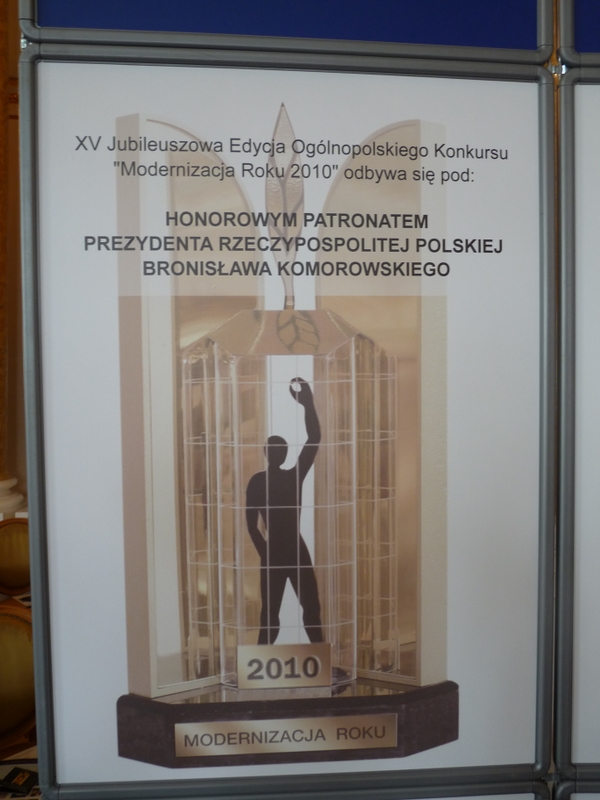 XV Jubileuszowa Edycja Ogólnopolskiego Konkursu
"Modernizacja Roku 2010" odbywa się pod:
HONOROWYM PATRONATEM
PREZYDENTA RZECZYPOSPOLITEJ POLSKIEJ
BRONISŁAWA KOMOROWSKIEGO
2010
MODERNIZACJA ROKU